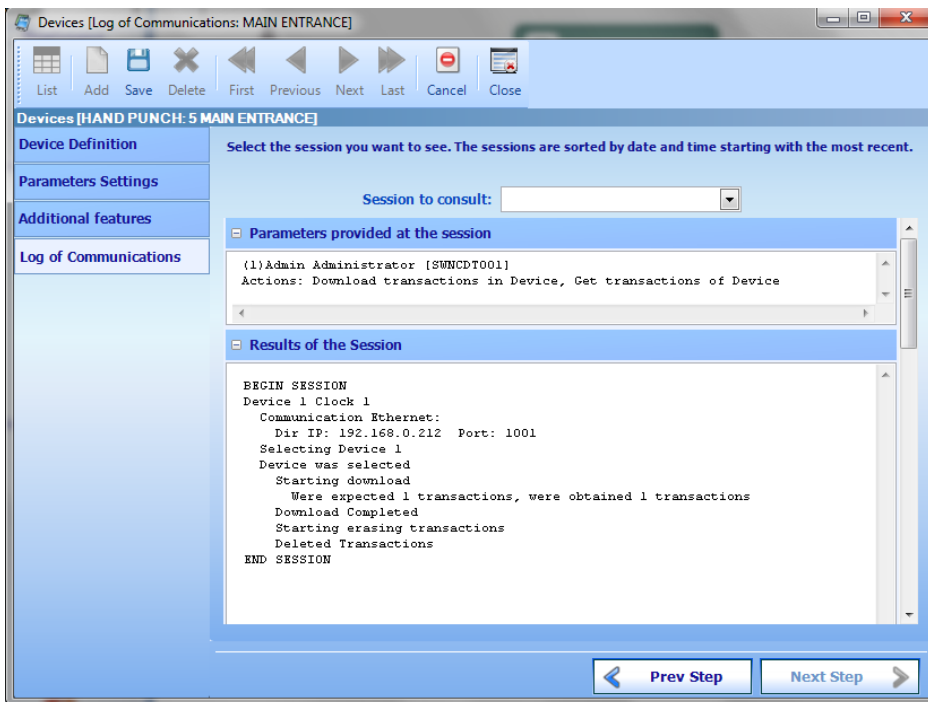 Devices [Log of Communications: MAIN ENTRANCE]
List Add Save Delete First Previous Next Last Cancel Close
Devices [HAND PUNCH: 5 MAIN ENTRANCE]
Device Definition
Parameters Settings
Additional features
Log of Communications
Select the session you want to see. The sessions are sorted by date and time starting with the most recent.
Session to consult:
Parameters provided at the session
(1)Admin Administrator [SWNCDT001]
Actions: Download transactions in Device, Get transactions of Device
Results of the Session
BEGIN SESSION
Device 1 Clock 1
Communication Ethernet:
Dir IP: 192.168.0.212 Port: 1001
Selecting Device 1
Device was selected
Starting download
Were expected 1 transactions, were obtained 1 transactions
Download Completed
Starting erasing transactions
Deleted Transactions
END SESSION
Prev Step
Next Step